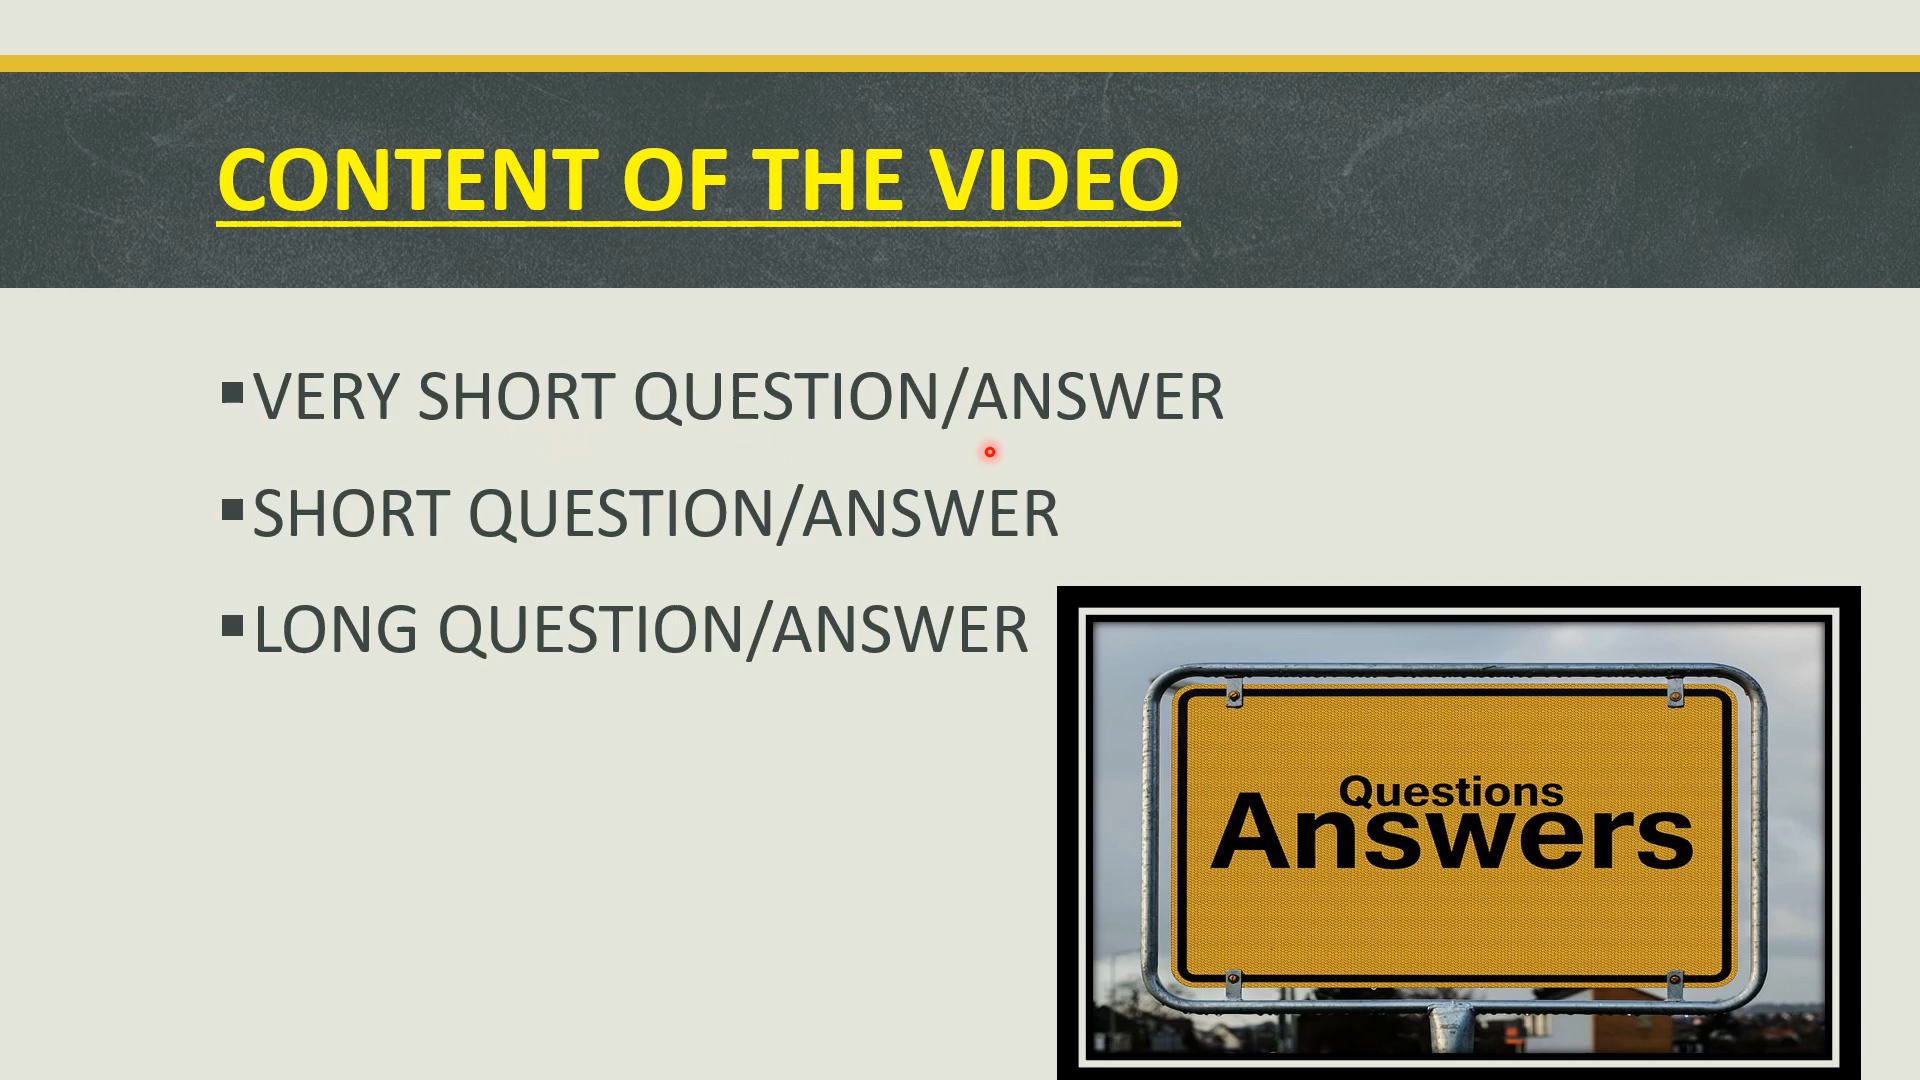 CONTENT OF THE VIDEO
▪VERY SHORT QUESTION/ANSWER
▪SHORT QUESTION/ANSWER
▪LONG QUESTION/ANSWER
Questions
Answers